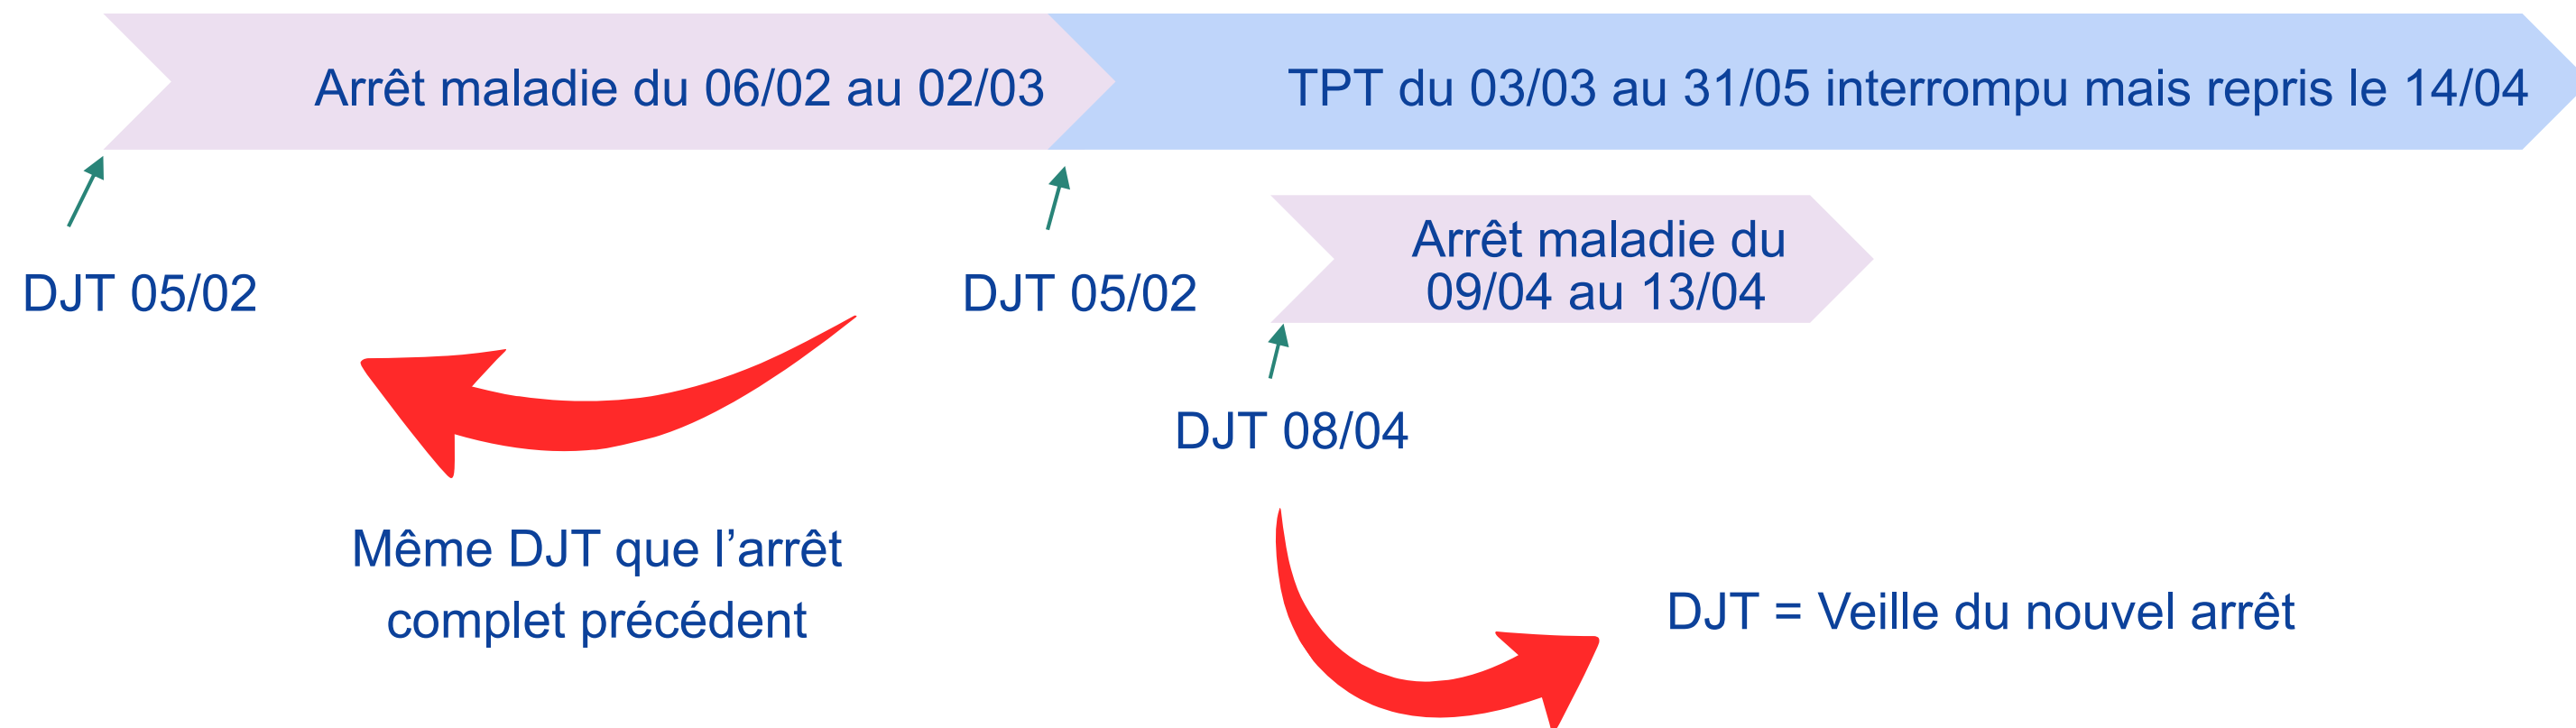 Arrêt maladie du 06/02 au 02/03
TPT du 03/03 au 31/05 interrompu mais repris le 14/04
Arrêt maladie du
09/04 au 13/04
DJT 05/02
DJT 05/02
DJT 08/04
Même DJT que l’arrêt
complet précédent
DJT = Veille du nouvel arrêt